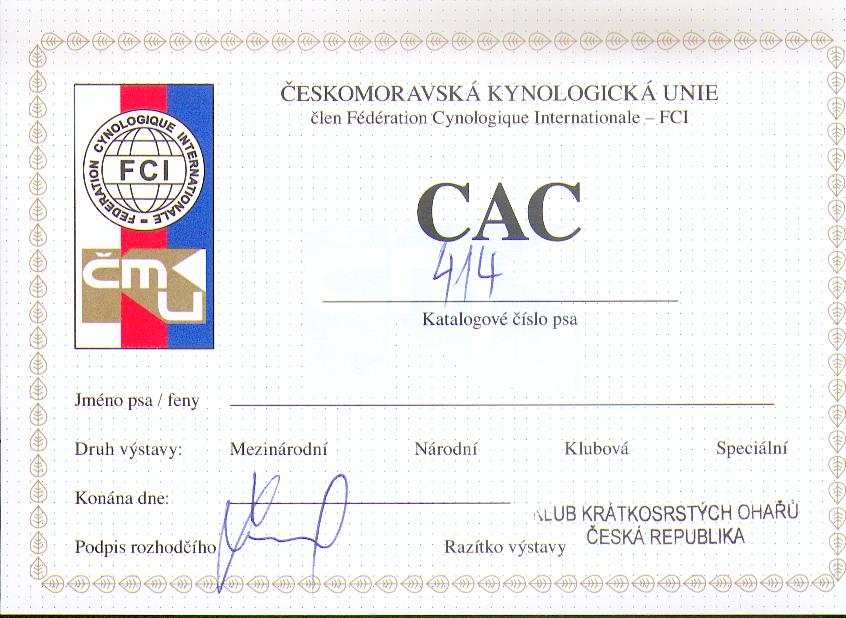 ČESKOMORAVSKÁ KYNOLOGICKÁ UNIE
člen Fédération Cynologique Internationale – FCI
FEDERATION CYNOLOGIQUE INTERNATIONALE –
FCI
ČMKU
CAC
414
Katalogové číslo psa
Jméno psa / feny
Druh výstavy: Mezinárodní Národní Klubová Speciální
Konána dne:
KLUB KRÁTKOSRSTÝCH OHAŘŮ
ČESKÁ REPUBLIKA
Podpis rozhodčího Razítko výstavy